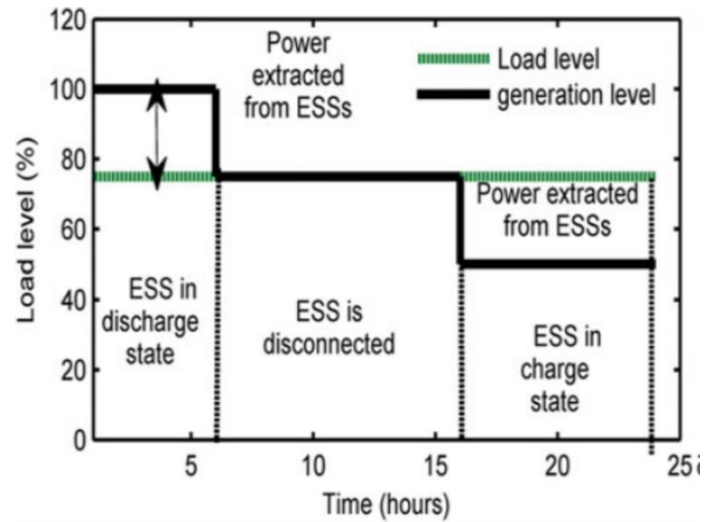 120
100
80
60
40
20
0
Load level (%)
Power
extracted
from ESSs
Load level
generation level
Power extracted
from ESSs
ESS in
discharge
state
ESS is
disconnected
ESS in
charge
state
5
10
15
20
25
Time (hours)